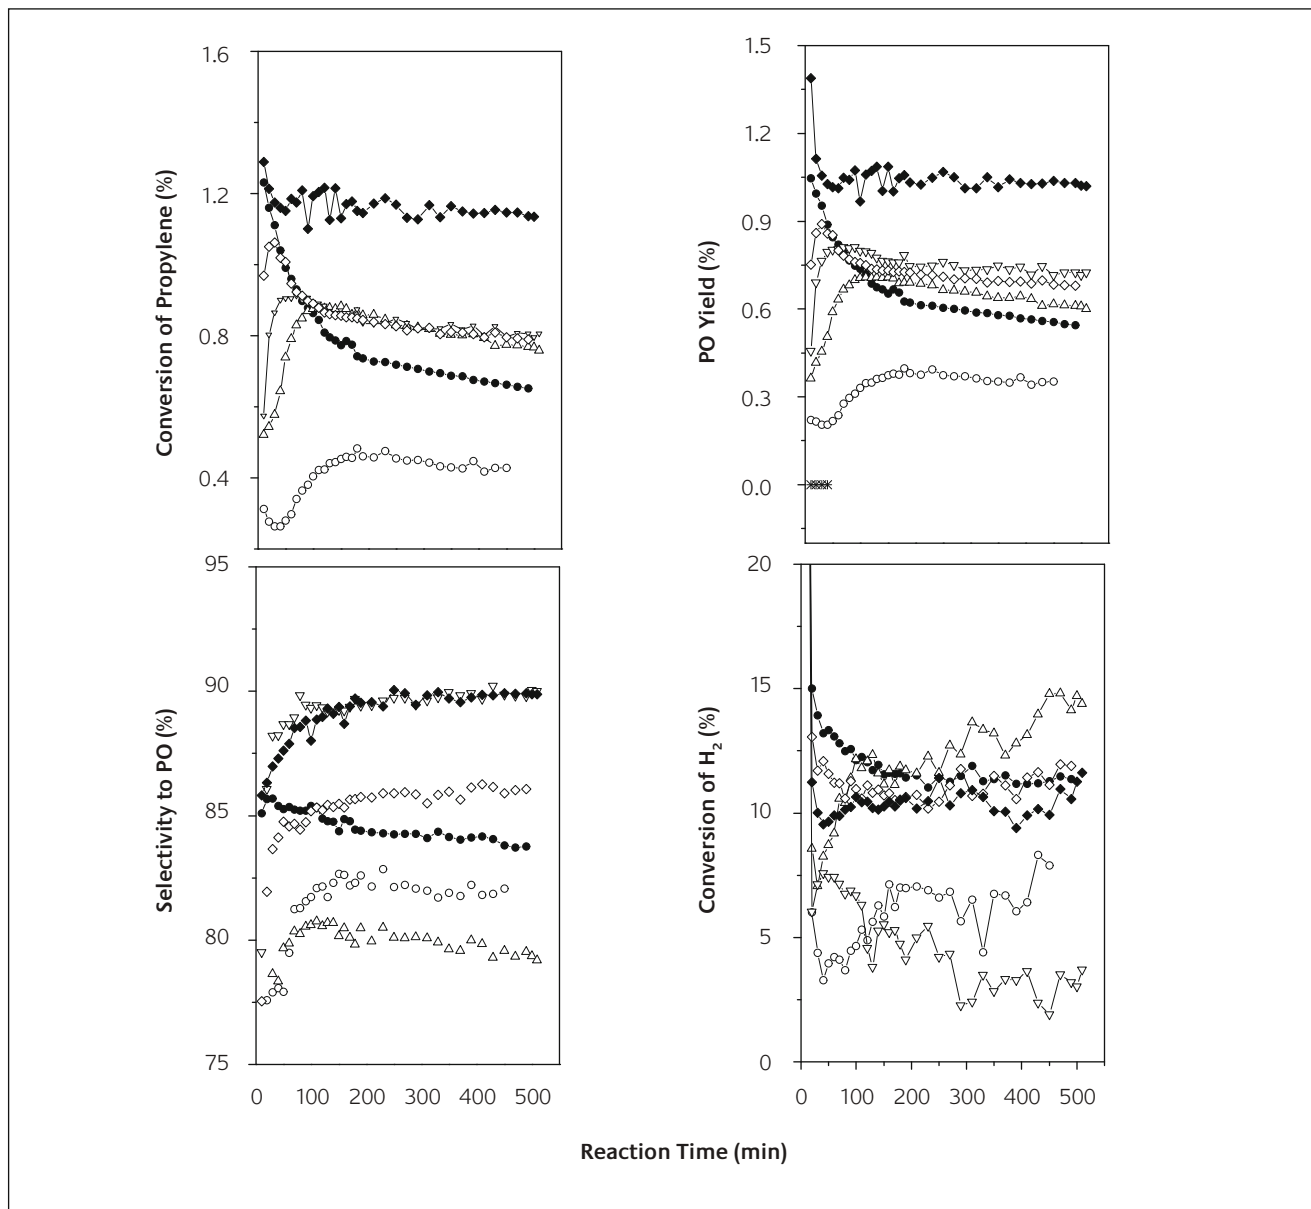 1.6
1.2
0.8
0.4
Conversion of Propylene (%)
1.5
1.2
0.9
0.6
0.3
0.0
PO Yield (%)
95
90
85
80
75
Selectivity to PO (%)
0 100 200 300 400 500
20
15
10
5
0
Conversion of H₂ (%)
0 100 200 300 400 500
Reaction Time (min)